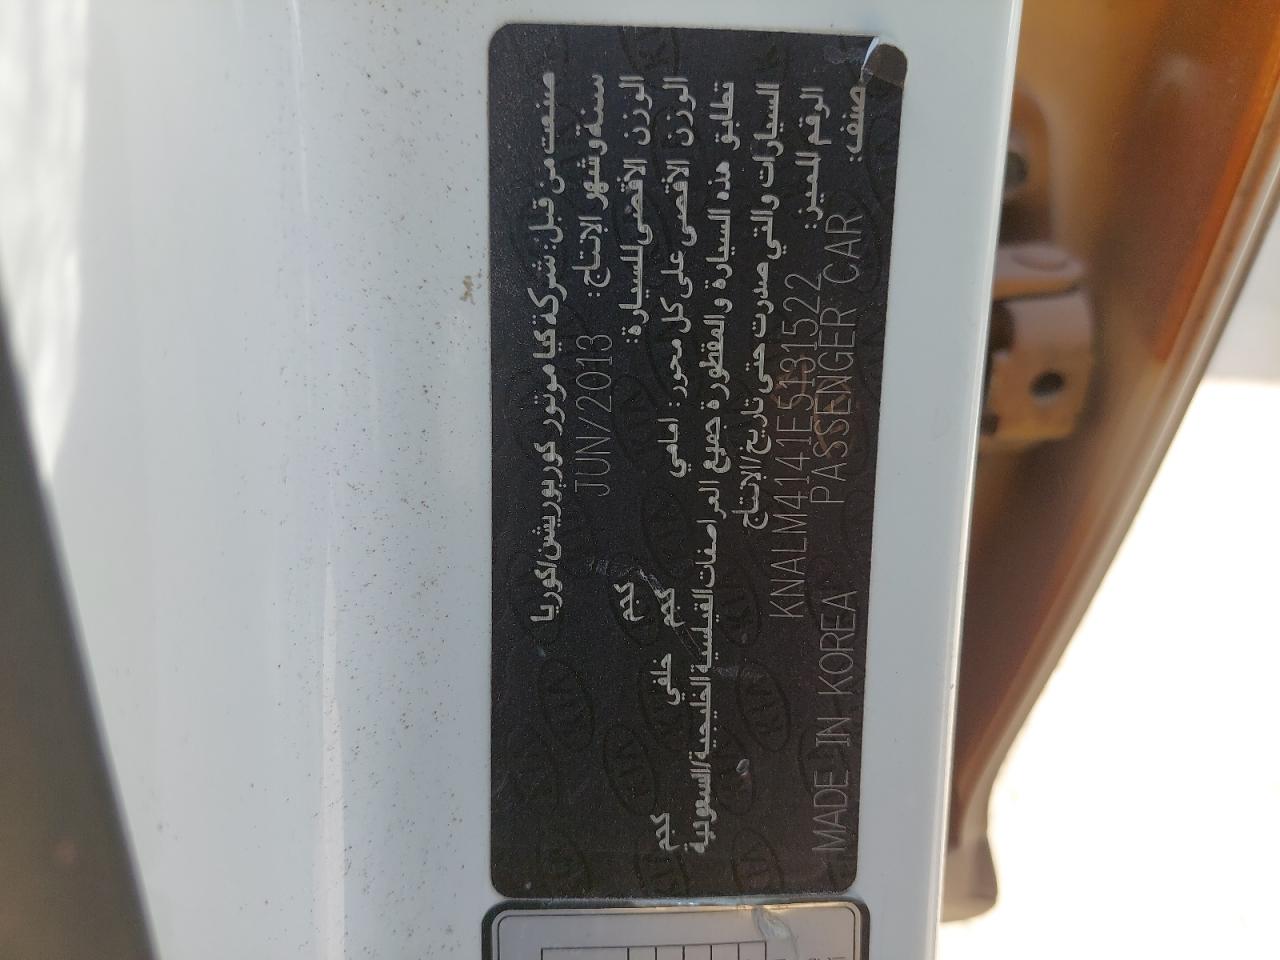 صنعت من قبل: شركة كيا موتور كوربوريشن/كوريا
سنة وشهر الإنتاج: JUN/2013
الوزن الأقصى للسيارة: كجم
الوزن الأقصى على كل محور: امامي كجم خلفي كجم
تطابق هذه السيارة والمقطورة جميع المواصفات القياسية الخليجية/السعودية
السيارات والتي صدرت حتى تاريخ/الإنتاج
الرقم المميز: KNALM4141E5131522
صنف: PASSENGER CAR MADE IN KOREA